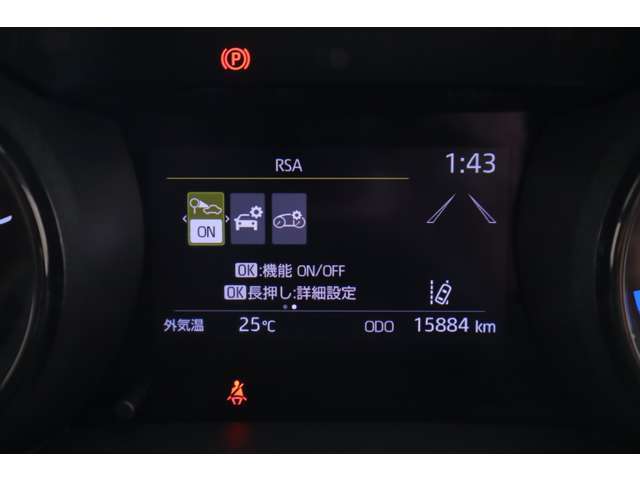 P
RSA
1:43
ON
OK:機能 ON/OFF
OK長押し:詳細設定
外気温 25℃ ODO 15884 km